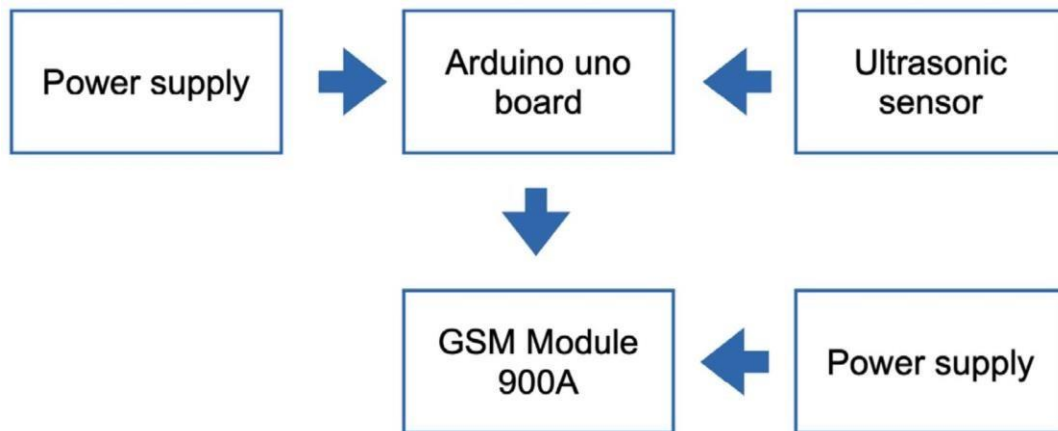 Power supply
Arduino uno
board
Ultrasonic
sensor
GSM Module
900A
Power supply